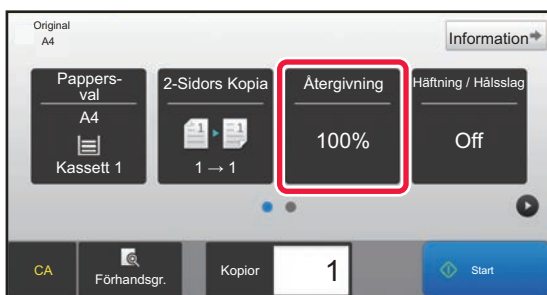 Original
A4
Information
Pappers-
val
A4
Kassett 1
2-Sidors Kopia
1 → 1
Återgivning
100%
Häftning / Hålsslag
Off
CA
Förhandsgr.
Kopior
1
Start